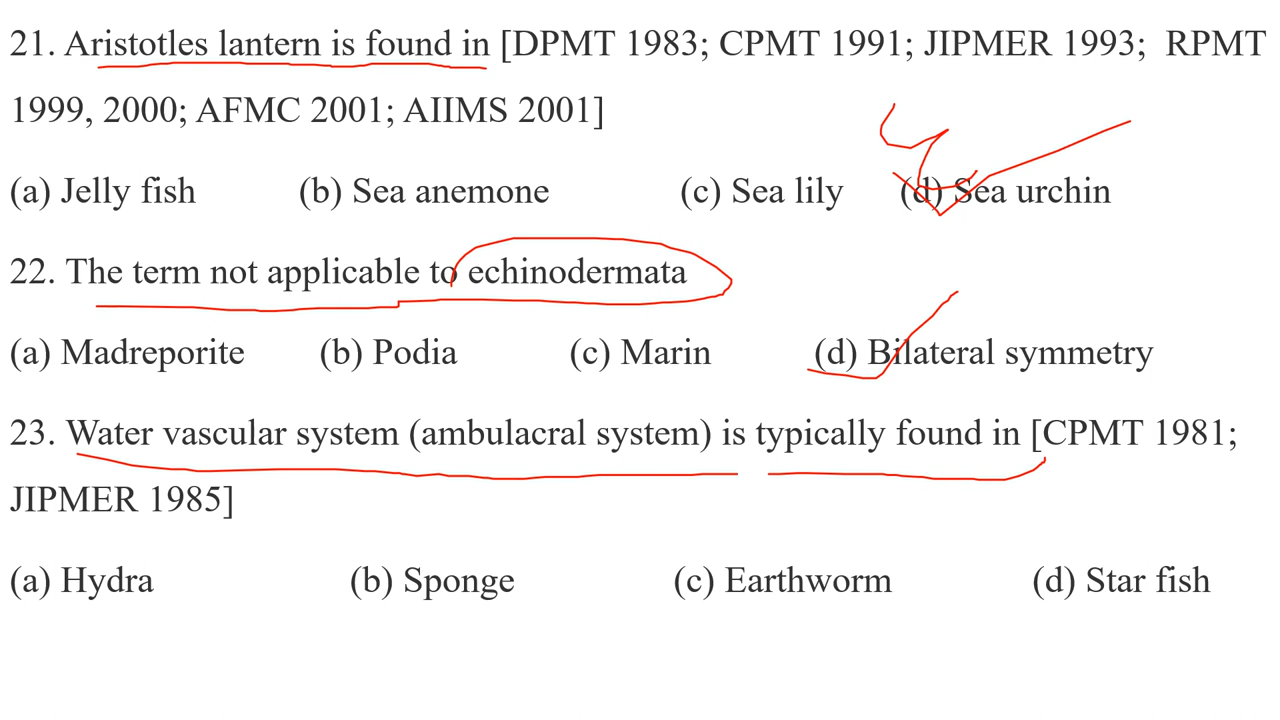 21. Aristotles lantern is found in [DPMT 1983; CPMT 1991; JIPMER 1993; RPMT
1999, 2000; AFMC 2001; AIIMS 2001]
(a) Jelly fish (b) Sea anemone (c) Sea lily (d) Sea urchin
22. The term not applicable to echinodermata
(a) Madreporite (b) Podia (c) Marin (d) Bilateral symmetry
23. Water vascular system (ambulacral system) is typically found in [CPMT 1981;
JIPMER 1985]
(a) Hydra (b) Sponge (c) Earthworm (d) Star fish